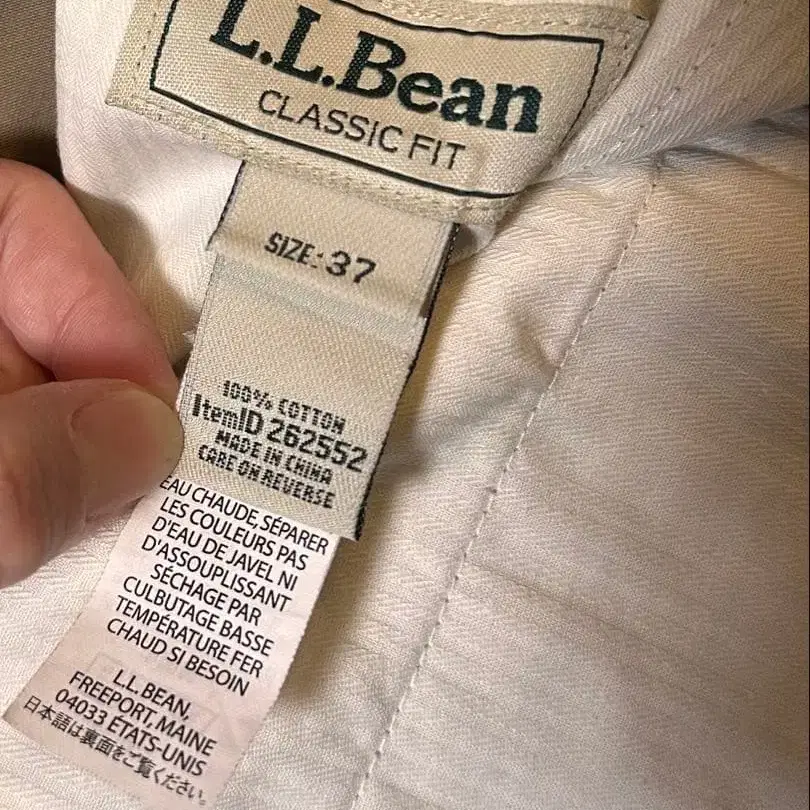 L.L.Bean
CLASSIC FIT
SIZE: 37
100% COTTON
ItemID 262552
MADE IN CHINA
CARE ON REVERSE
EAU CHAUDE, SÉPARER
LES COULEURS PAS
D'EAU DE JAVEL NI
D'ASSOUPLISSANT
SÉCHAGE PAR
CULBUTAGE BASSE
TEMPÉRATURE FER
CHAUD SI BESOIN
L.L. BEAN,
FREEPORT, MAINE
04033 ÉTATS-UNIS
日本語は裏面をご覧ください。